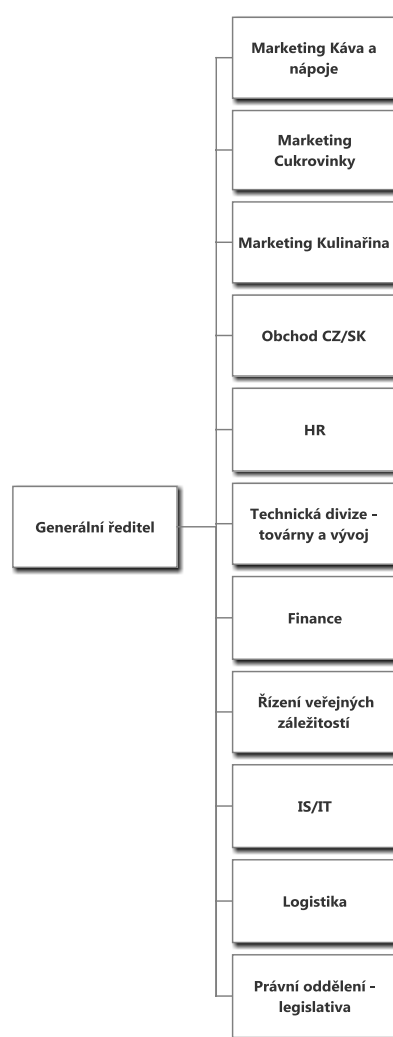 Marketing Káva a
nápoje
Marketing
Cukrovinky
Marketing Kulinařina
Obchod CZ/SK
HR
Generální ředitel
Technická divize -
továrny a vývoj
Finance
Řízení veřejných
záležitostí
IS/IT
Logistika
Právní oddělení -
legislativa